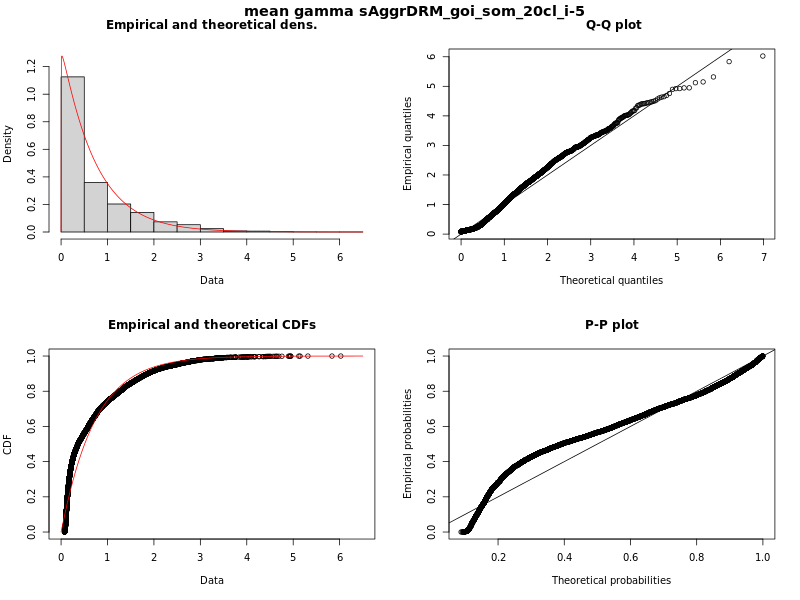 mean gamma sAggrDRM_goi_som_20cl_i-5
Empirical and theoretical dens.
Density
0.0 0.2 0.4 0.6 0.8 1.0 1.2
0 1 2 3 4 5 6
Data
Q-Q plot
Empirical quantiles
0 1 2 3 4 5 6
0 1 2 3 4 5 6 7
Theoretical quantiles
Empirical and theoretical CDFs
CDF
0.0 0.2 0.4 0.6 0.8 1.0
0 1 2 3 4 5 6
Data
P-P plot
Empirical probabilities
0.0 0.2 0.4 0.6 0.8 1.0
0.2 0.4 0.6 0.8 1.0
Theoretical probabilities